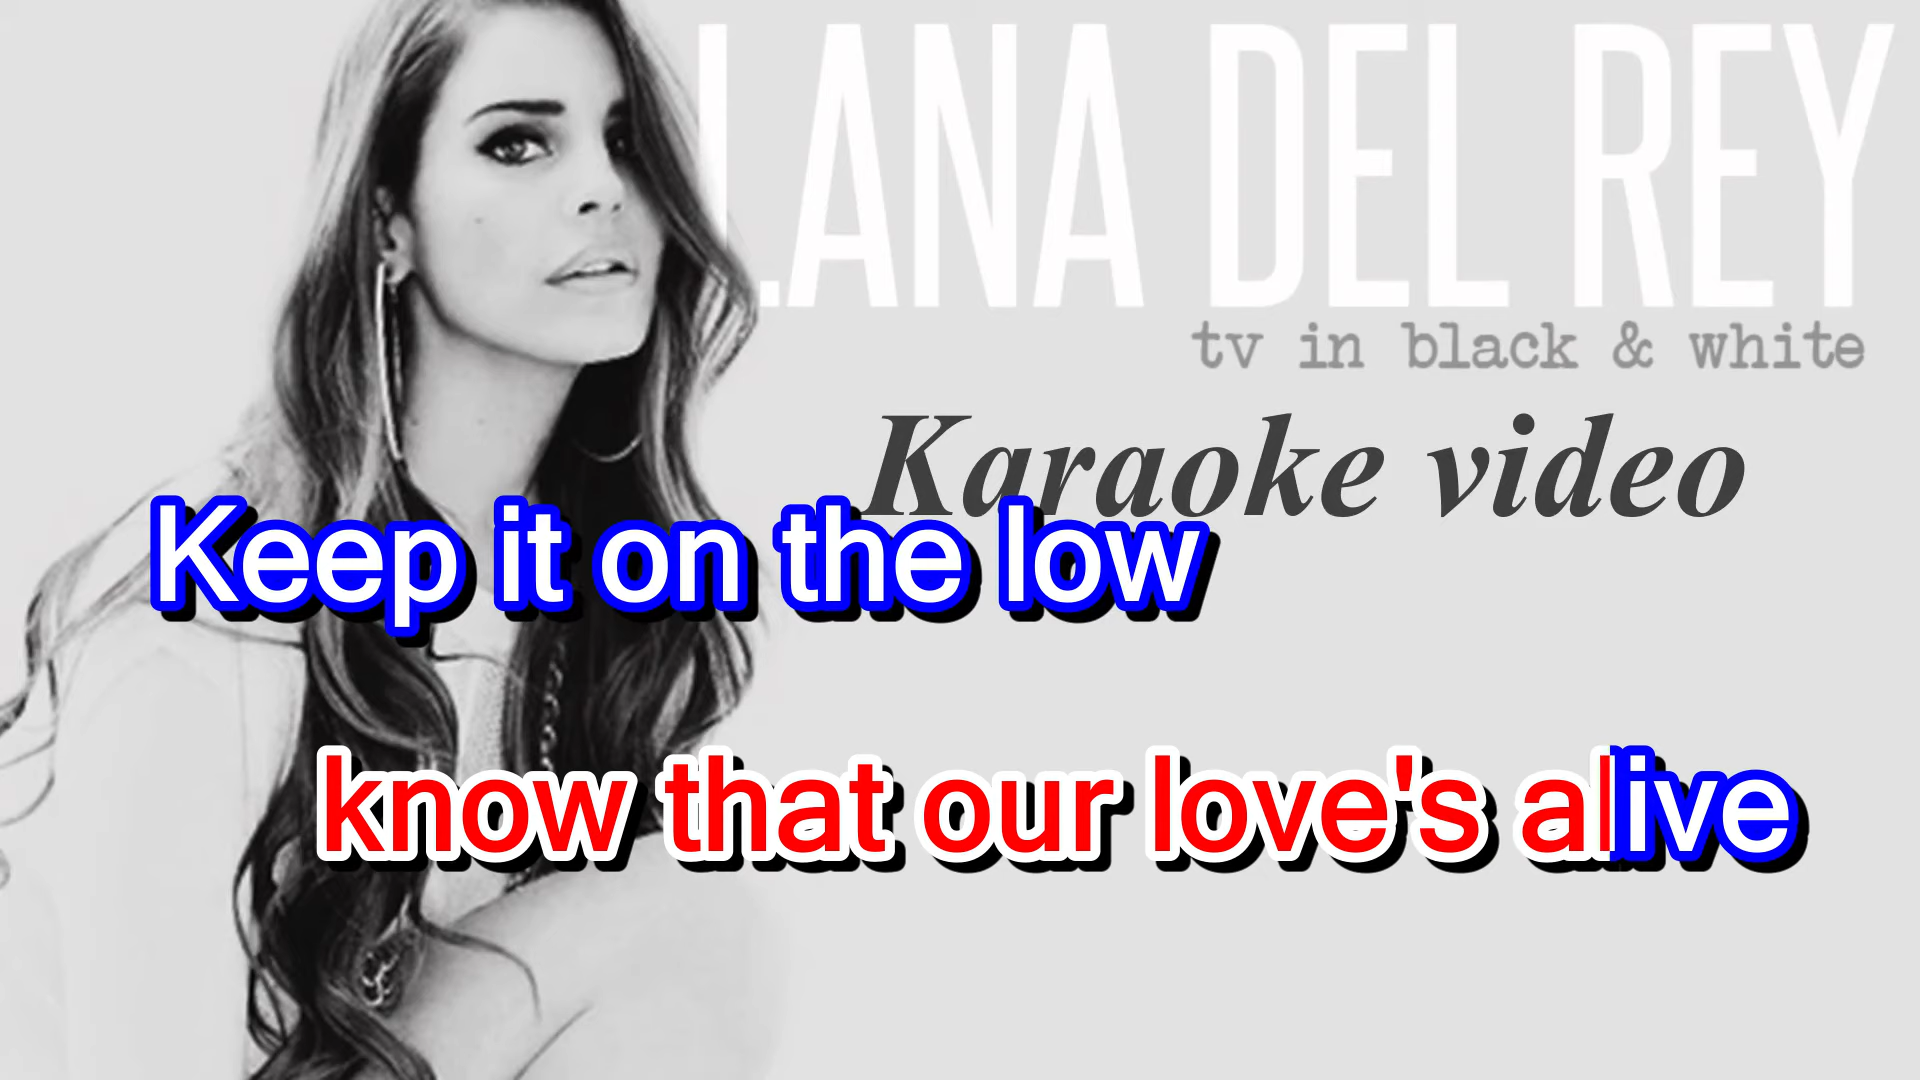 LANA DEL REY
tv in black & white
Karaoke video
Keep it on the low
know that our love's alive